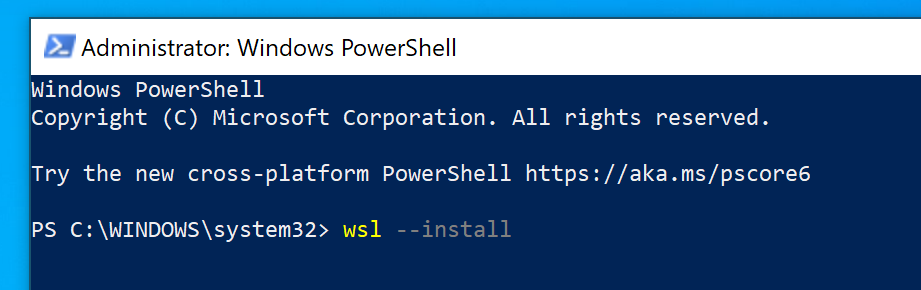 Administrator: Windows PowerShell
Windows PowerShell
Copyright (C) Microsoft Corporation. All rights reserved.
Try the new cross-platform PowerShell https://aka.ms/pscore6
PS C:\WINDOWS\system32> wsl --install